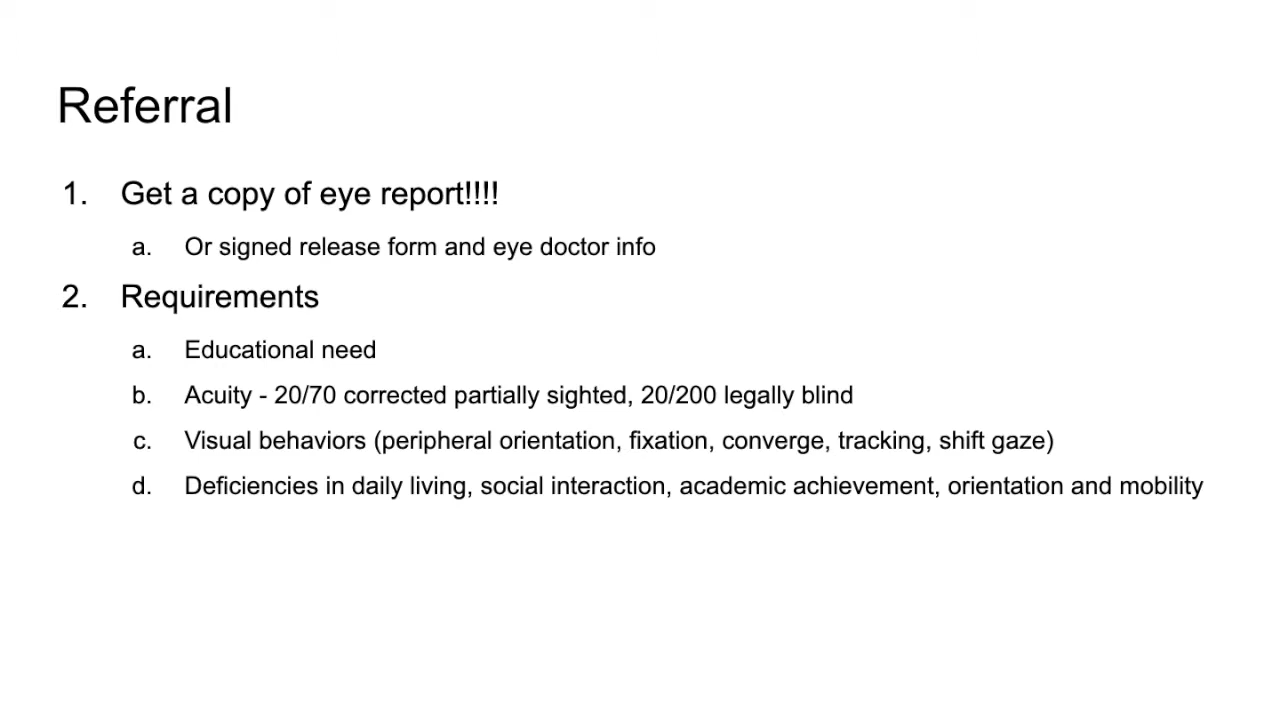 Referral
1. Get a copy of eye report!!!!
a. Or signed release form and eye doctor info
2. Requirements
a. Educational need
b. Acuity - 20/70 corrected partially sighted, 20/200 legally blind
c. Visual behaviors (peripheral orientation, fixation, converge, tracking, shift gaze)
d. Deficiencies in daily living, social interaction, academic achievement, orientation and mobility